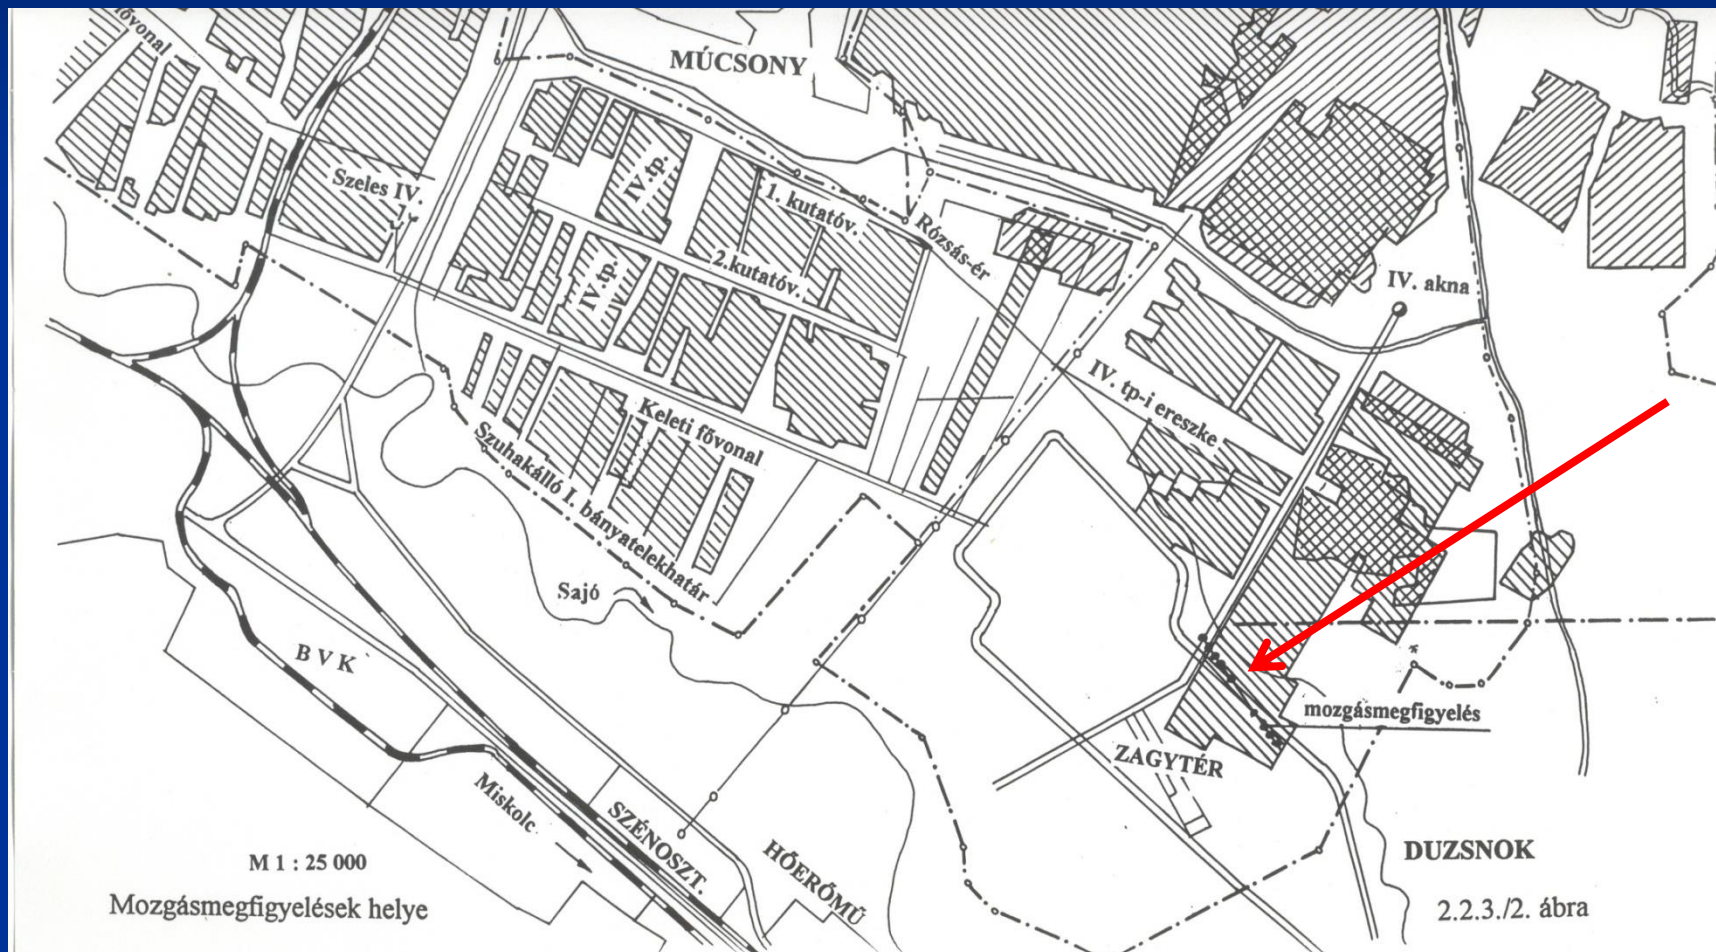 fővonal
MÚCSONY
Szeles IV.
IV. tp.
1. kutatóv.
2.kutatóv.
IV. tp.
Rózsás-ér
IV. akna
IV. tp-i ereszke
Keleti fővonal
Szuhakálló I. bányatelekhatár
Sajó
B V K
mozgásmegfigyelés
ZAGYTÉR
Miskolc
SZÉNOSZT.
HŐERŐMŰ
DUZSNOK
M 1 : 25 000
Mozgásmegfigyelések helye
2.2.3./2. ábra